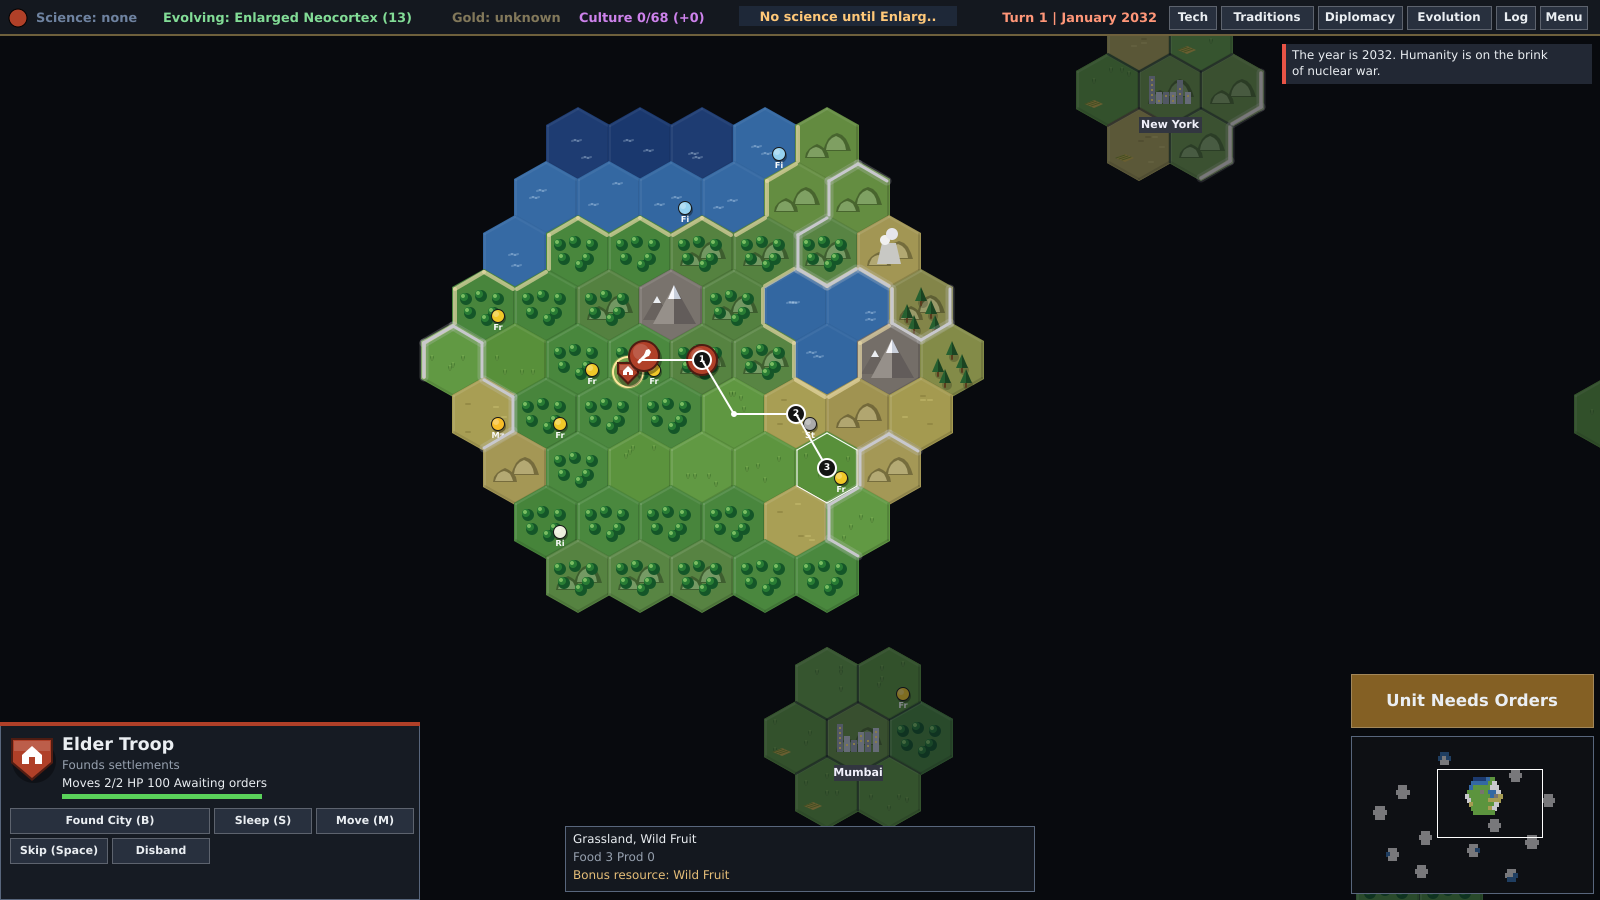 Science: none
Evolving: Enlarged Neocortex (13)
Gold: unknown
Culture 0/68 (+0)
No science until Enlarg..
Turn 1 | January 2032
Tech
Traditions
Diplomacy
Evolution
Log
Menu
The year is 2032. Humanity is on the brink
of nuclear war.
New York
Fi
Fi
Fr
1
Fr
Fr
2
Fr
3
Fr
Ri
Fr
Mumbai
Elder Troop
Founds settlements
Moves 2/2 HP 100 Awaiting orders
Found City (B)
Sleep (S)
Move (M)
Skip (Space)
Disband
Grassland, Wild Fruit
Food 3 Prod 0
Bonus resource: Wild Fruit
Unit Needs Orders